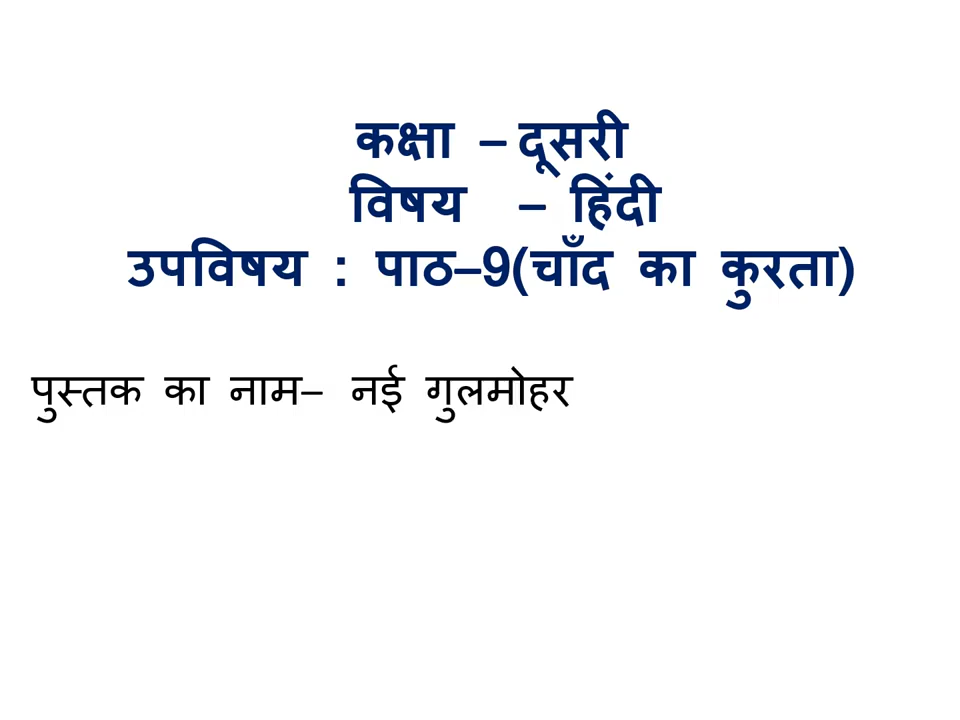 कक्षा – दूसरी
विषय – हिंदी
उपविषय : पाठ–9(चाँद का कुरता)
पुस्तक का नाम– नई गुलमोहर